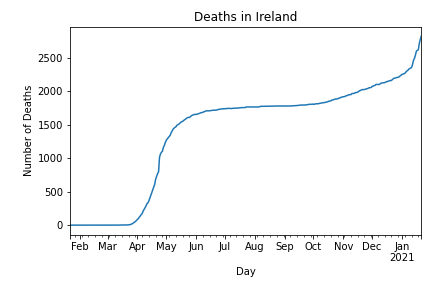 Deaths in Ireland
Number of Deaths
2500
2000
1500
1000
500
0
Feb Mar Apr May Jun Jul Aug Sep Oct Nov Dec Jan
2021
Day